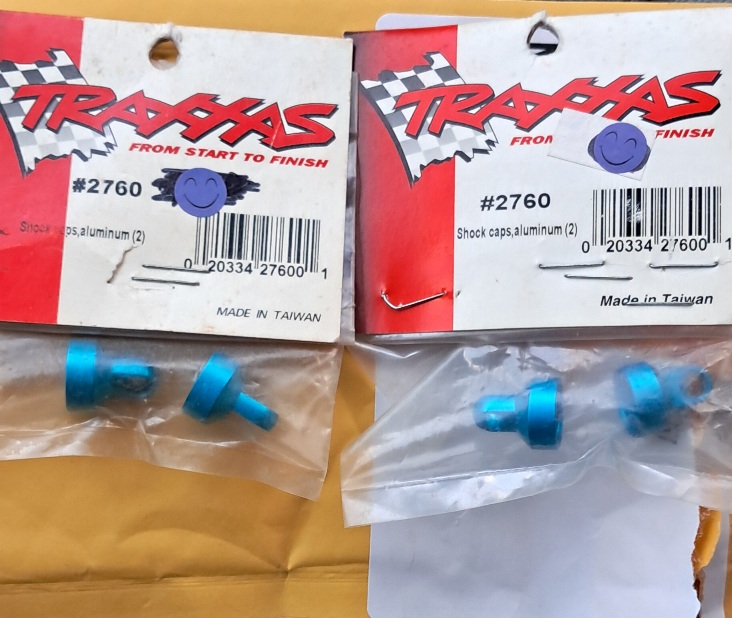 TRAXXAS
FROM START TO FINISH
#2760
Shock caps,aluminum (2)
0 20334 27600 1
MADE IN TAIWAN
TRAXXAS
FROM FINISH
#2760
Shock caps,aluminum (2)
0 20334 27600 1
Made in Taiwan